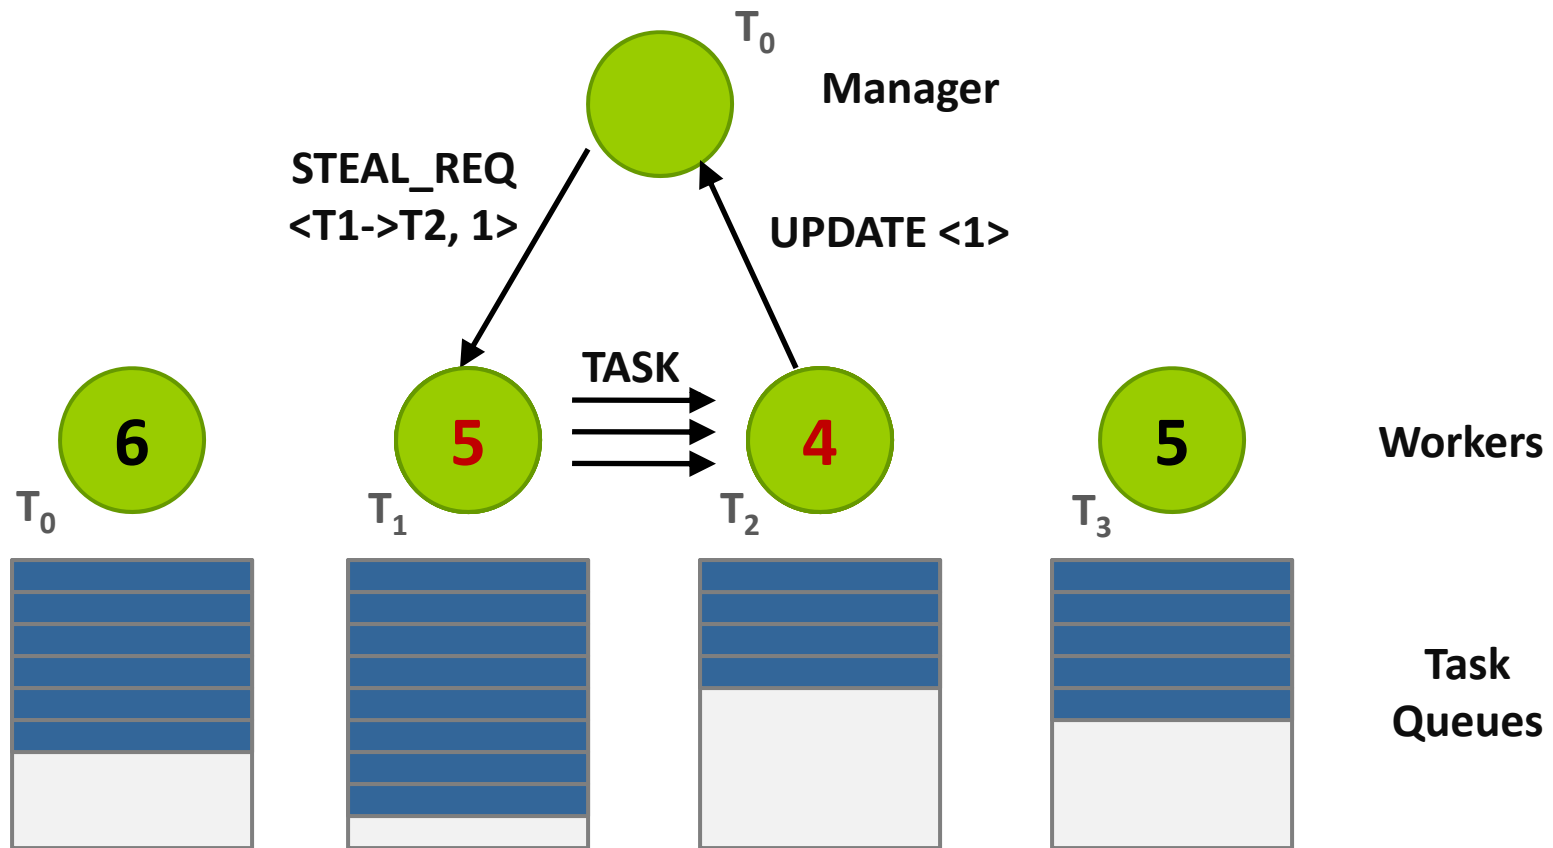 T0
Manager
STEAL_REQ
<T1->T2, 1>
UPDATE <1>
TASK
6
5
4
5
Workers
T0
T1
T2
T3
Task
Queues